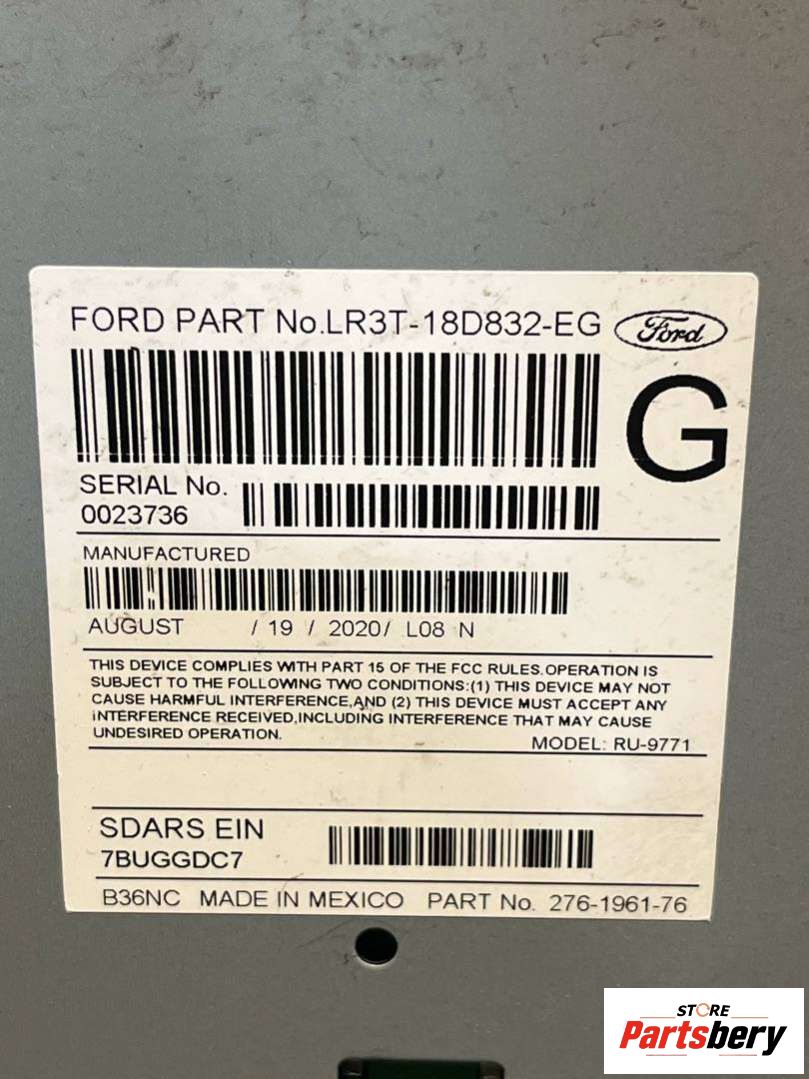 FORD PART No.LR3T-18D832-EG
Ford
G
SERIAL No.
0023736
MANUFACTURED
AUGUST / 19 / 2020/ L08 N
THIS DEVICE COMPLIES WITH PART 15 OF THE FCC RULES.OPERATION IS
SUBJECT TO THE FOLLOWING TWO CONDITIONS:(1) THIS DEVICE MAY NOT
CAUSE HARMFUL INTERFERENCE,AND (2) THIS DEVICE MUST ACCEPT ANY
INTERFERENCE RECEIVED,INCLUDING INTERFERENCE THAT MAY CAUSE
UNDESIRED OPERATION.
MODEL: RU-9771
SDARS EIN
7BUGGDC7
B36NC MADE IN MEXICO PART No. 276-1961-76
STORE
Partsbery